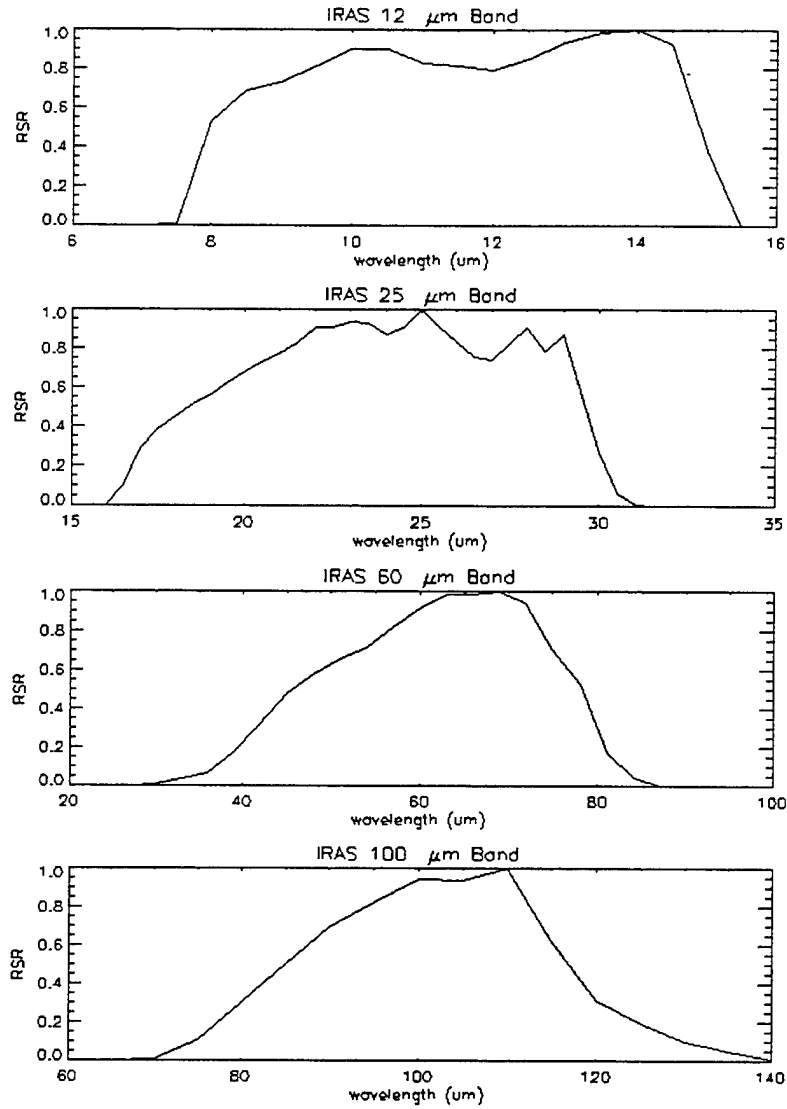 IRAS 12 μm Band
1.0
0.8
0.6
RSR
0.4
0.2
0.0
6 8 10 12 14 16
wavelength (um)
IRAS 25 μm Band
1.0
0.8
0.6
RSR
0.4
0.2
0.0
15 20 25 30 35
wavelength (um)
IRAS 60 μm Band
1.0
0.8
0.6
RSR
0.4
0.2
0.0
20 40 60 80 100
wavelength (um)
IRAS 100 μm Band
1.0
0.8
0.6
RSR
0.4
0.2
0.0
60 80 100 120 140
wavelength (um)